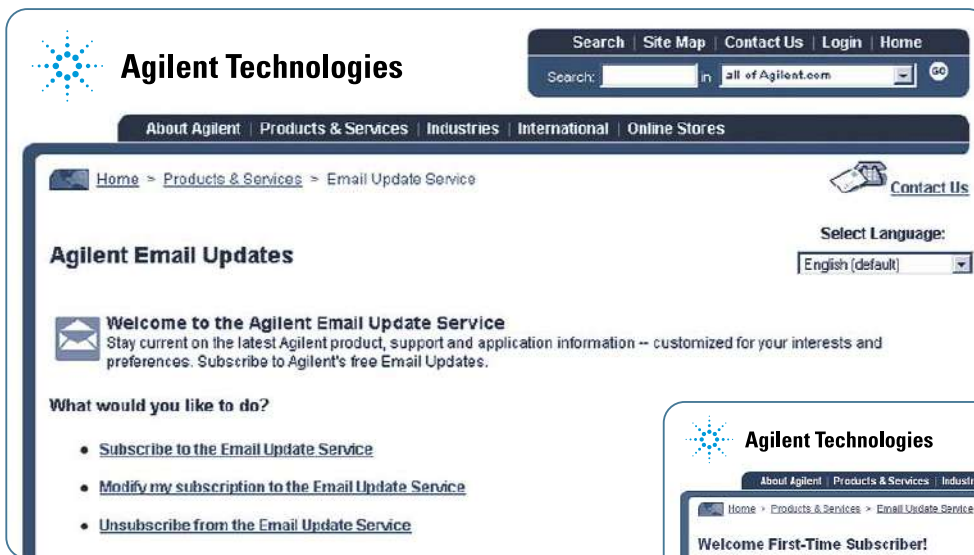 Agilent Technologies
Search | Site Map | Contact Us | Login | Home
Search: in all of Agilent.com GO
About Agilent | Products & Services | Industries | International | Online Stores
Home > Products & Services > Email Update Service
Contact Us
Select Language:
English (default)
Agilent Email Updates
Welcome to the Agilent Email Update Service
Stay current on the latest Agilent product, support and application information -- customized for your interests and
preferences. Subscribe to Agilent's free Email Updates.
What would you like to do?
• Subscribe to the Email Update Service
• Modify my subscription to the Email Update Service
• Unsubscribe from the Email Update Service
Agilent Technologies
About Agilent | Products & Services | Industr
Home > Products & Services > Email Update Service
Welcome First-Time Subscriber!